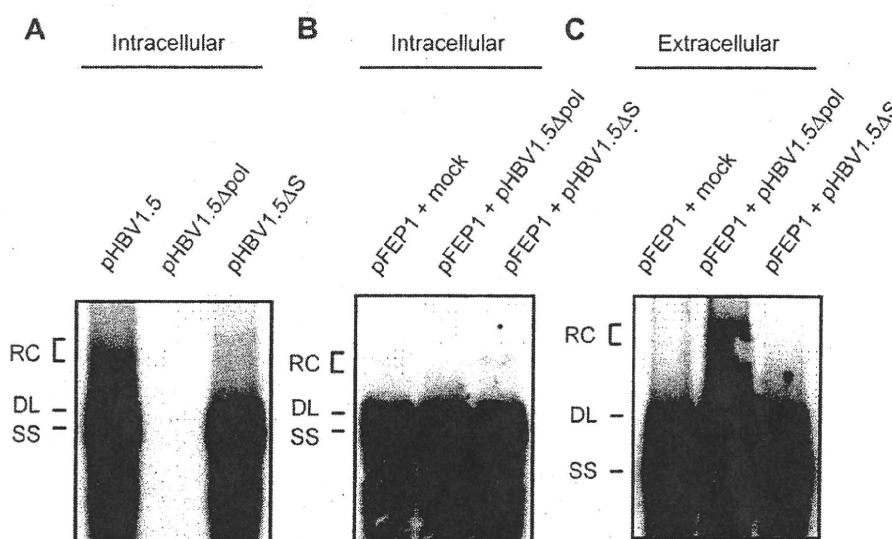 A
Intracellular
pHBV1.5
pHBV1.5Δpol
pHBV1.5ΔS
RC
DL
SS
B
Intracellular
pFEP1 + mock
pFEP1 + pHBV1.5Δpol
pFEP1 + pHBV1.5ΔS
RC
DL
SS
C
Extracellular
pFEP1 + mock
pFEP1 + pHBV1.5Δpol
pFEP1 + pHBV1.5ΔS
RC
DL
SS